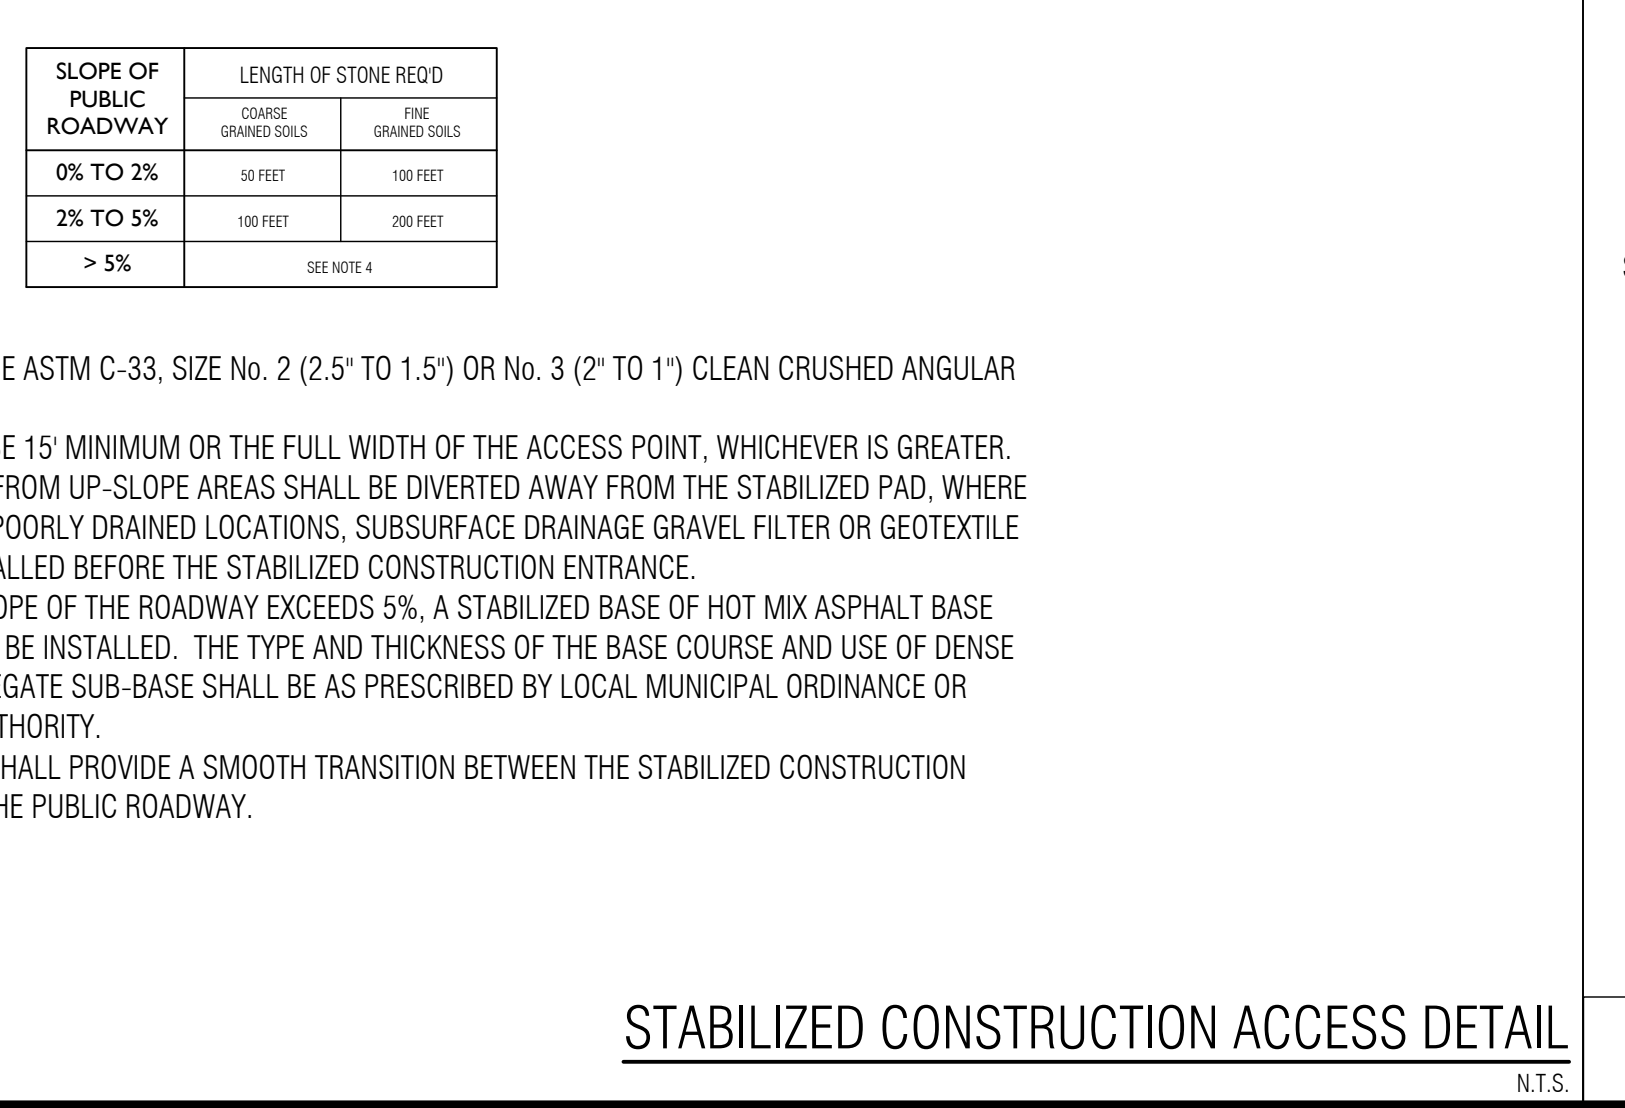 SLOPE OF
PUBLIC
ROADWAY
LENGTH OF STONE REQ'D
COARSE
GRAINED SOILS
FINE
GRAINED SOILS
0% TO 2%
50 FEET
100 FEET
2% TO 5%
100 FEET
200 FEET
> 5%
SEE NOTE 4
E ASTM C-33, SIZE No. 2 (2.5" TO 1.5") OR No. 3 (2" TO 1") CLEAN CRUSHED ANGULAR
15' MINIMUM OR THE FULL WIDTH OF THE ACCESS POINT, WHICHEVER IS GREATER.
FROM UP-SLOPE AREAS SHALL BE DIVERTED AWAY FROM THE STABILIZED PAD, WHERE
POORLY DRAINED LOCATIONS, SUBSURFACE DRAINAGE GRAVEL FILTER OR GEOTEXTILE
ALLED BEFORE THE STABILIZED CONSTRUCTION ENTRANCE.
OPE OF THE ROADWAY EXCEEDS 5%, A STABILIZED BASE OF HOT MIX ASPHALT BASE
BE INSTALLED. THE TYPE AND THICKNESS OF THE BASE COURSE AND USE OF DENSE
EGATE SUB-BASE SHALL BE AS PRESCRIBED BY LOCAL MUNICIPAL ORDINANCE OR
THORITY.
HALL PROVIDE A SMOOTH TRANSITION BETWEEN THE STABILIZED CONSTRUCTION
HE PUBLIC ROADWAY.
STABILIZED CONSTRUCTION ACCESS DETAIL
N.T.S.